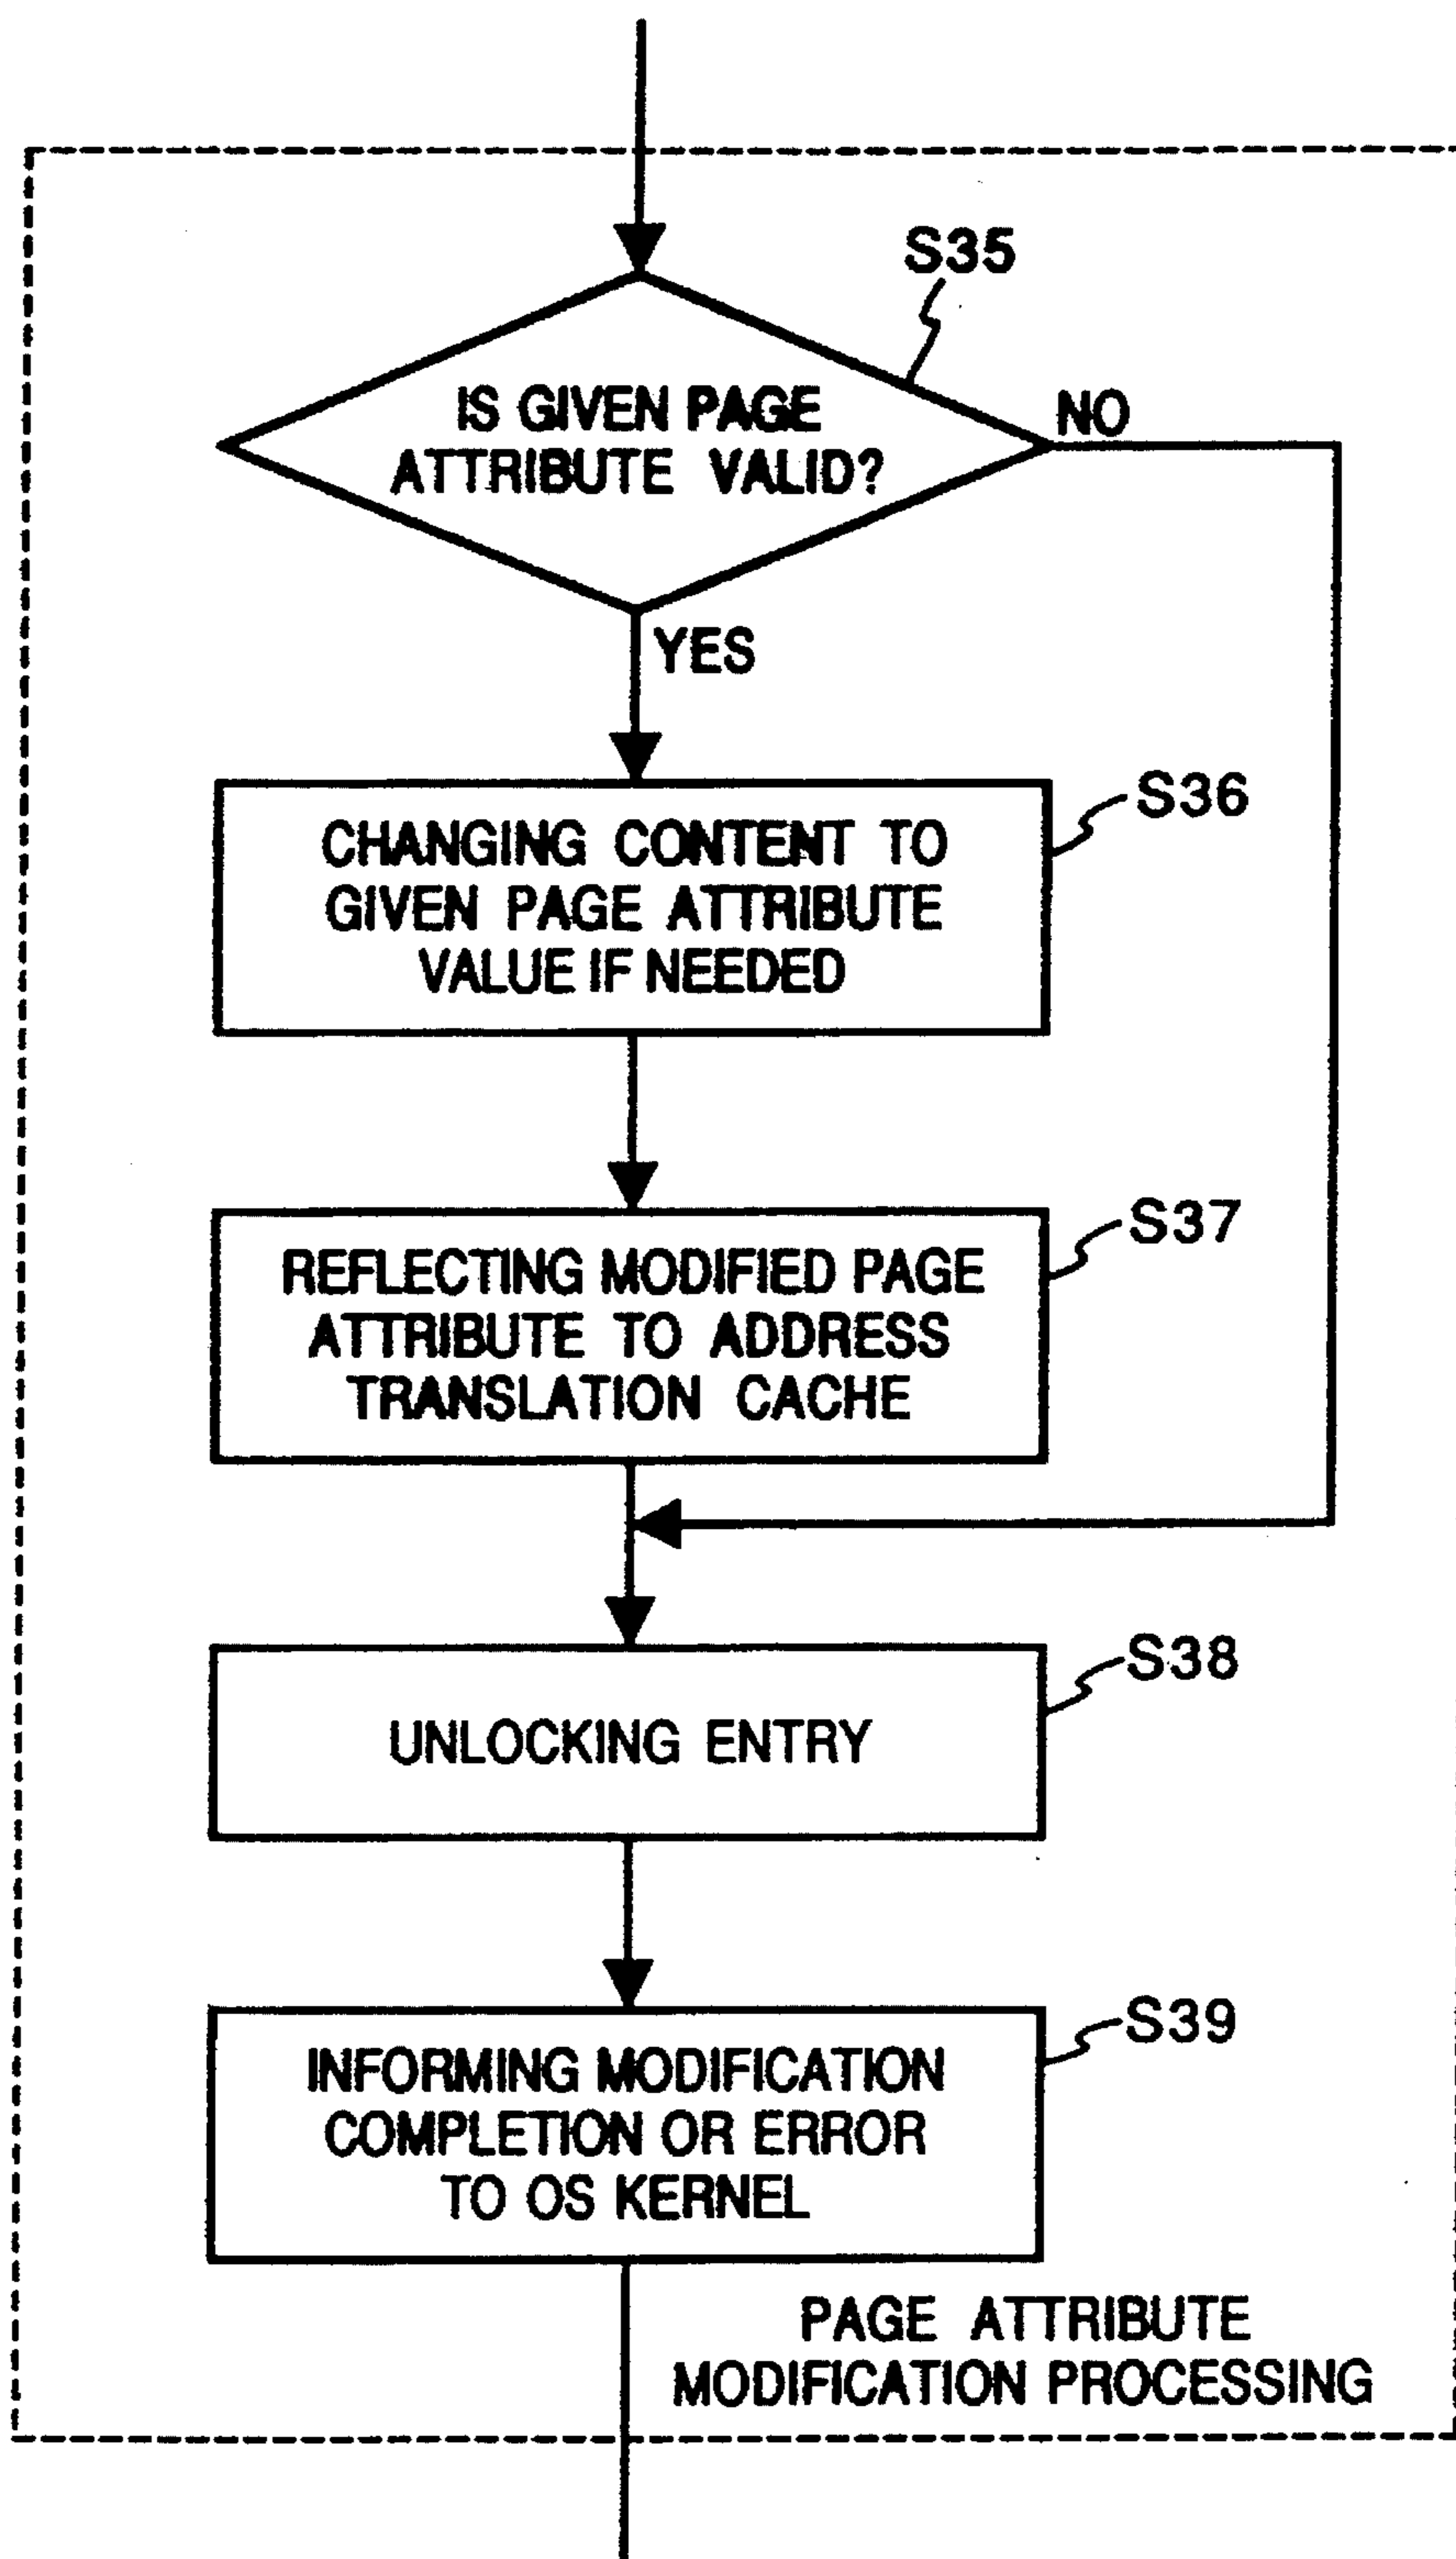 S35
IS GIVEN PAGE
ATTRIBUTE VALID?
NO
YES
S36
CHANGING CONTENT TO
GIVEN PAGE ATTRIBUTE
VALUE IF NEEDED
S37
REFLECTING MODIFIED PAGE
ATTRIBUTE TO ADDRESS
TRANSLATION CACHE
S38
UNLOCKING ENTRY
S39
INFORMING MODIFICATION
COMPLETION OR ERROR
TO OS KERNEL
PAGE ATTRIBUTE
MODIFICATION PROCESSING